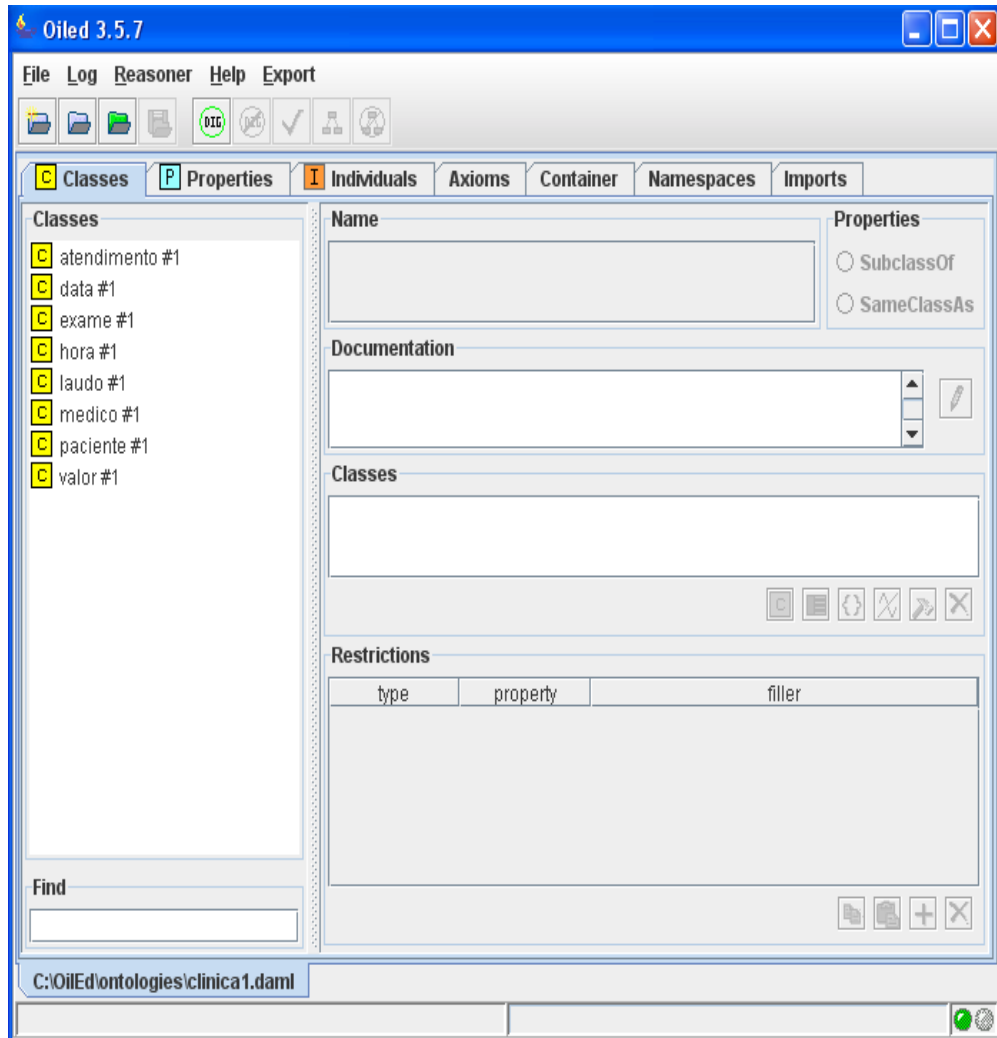 Oiled 3.5.7
File Log Reasoner Help Export
DIG DIG
C Classes P Properties I Individuals Axioms Container Namespaces Imports
Classes
C atendimento #1
C data #1
C exame #1
C hora #1
C laudo #1
C medico #1
C paciente #1
C valor #1
Find
Name
Properties
SubclassOf
SameClassAs
Documentation
Classes
C {}
Restrictions
type property filler
C:\OilEd\ontologies\clinica1.daml